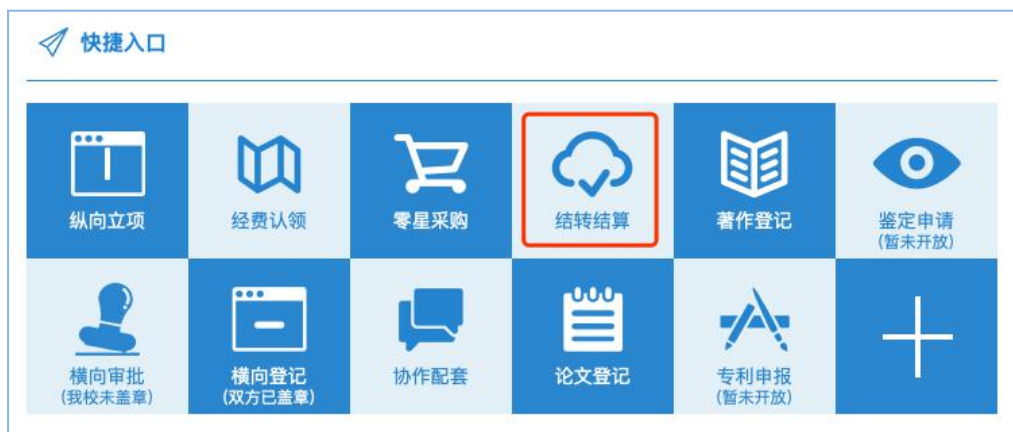 快捷入口
纵向立项
经费认领
零星采购
结转结算
著作登记
鉴定申请
(暂未开放)
横向审批
(我校未盖章)
横向登记
(双方已盖章)
协作配套
论文登记
专利申报
(暂未开放)